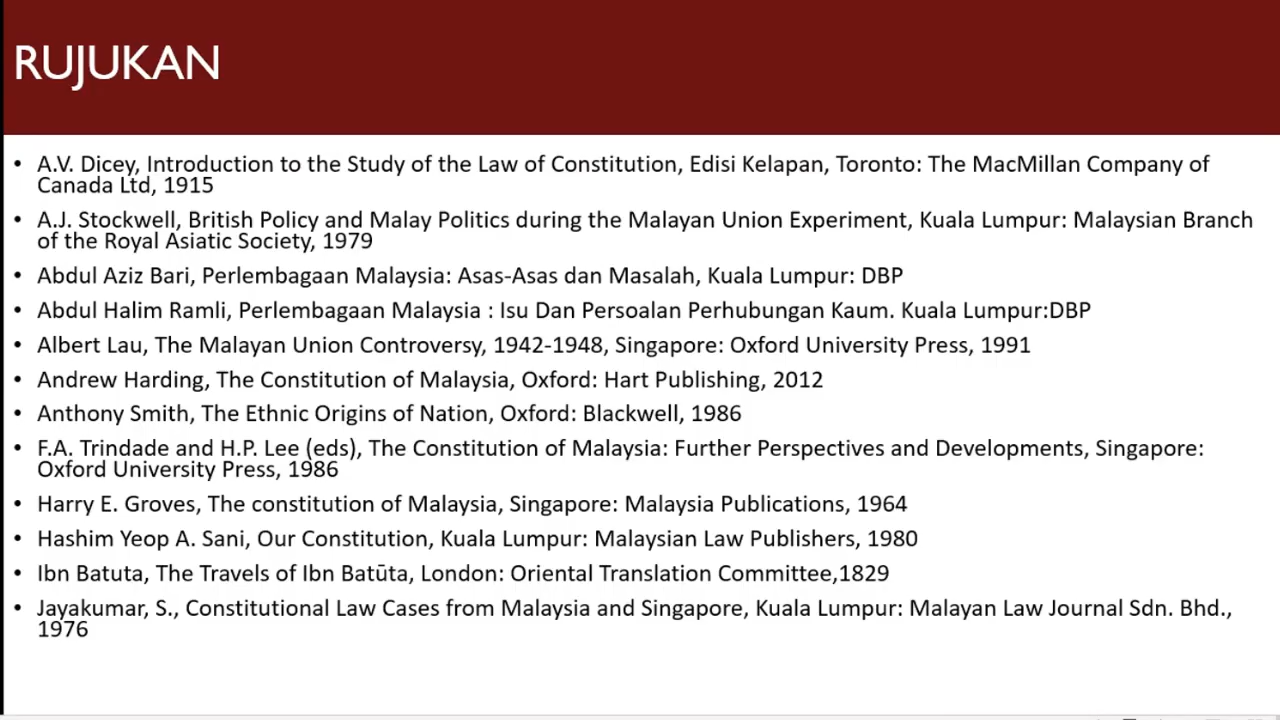 RUJUKAN
• A.V. Dicey, Introduction to the Study of the Law of Constitution, Edisi Kelapan, Toronto: The MacMillan Company of
Canada Ltd, 1915
• A.J. Stockwell, British Policy and Malay Politics during the Malayan Union Experiment, Kuala Lumpur: Malaysian Branch
of the Royal Asiatic Society, 1979
• Abdul Aziz Bari, Perlembagaan Malaysia: Asas-Asas dan Masalah, Kuala Lumpur: DBP
• Abdul Halim Ramli, Perlembagaan Malaysia : Isu Dan Persoalan Perhubungan Kaum. Kuala Lumpur:DBP
• Albert Lau, The Malayan Union Controversy, 1942-1948, Singapore: Oxford University Press, 1991
• Andrew Harding, The Constitution of Malaysia, Oxford: Hart Publishing, 2012
• Anthony Smith, The Ethnic Origins of Nation, Oxford: Blackwell, 1986
• F.A. Trindade and H.P. Lee (eds), The Constitution of Malaysia: Further Perspectives and Developments, Singapore:
Oxford University Press, 1986
• Harry E. Groves, The constitution of Malaysia, Singapore: Malaysia Publications, 1964
• Hashim Yeop A. Sani, Our Constitution, Kuala Lumpur: Malaysian Law Publishers, 1980
• Ibn Batuta, The Travels of Ibn Batūta, London: Oriental Translation Committee,1829
• Jayakumar, S., Constitutional Law Cases from Malaysia and Singapore, Kuala Lumpur: Malayan Law Journal Sdn. Bhd.,
1976